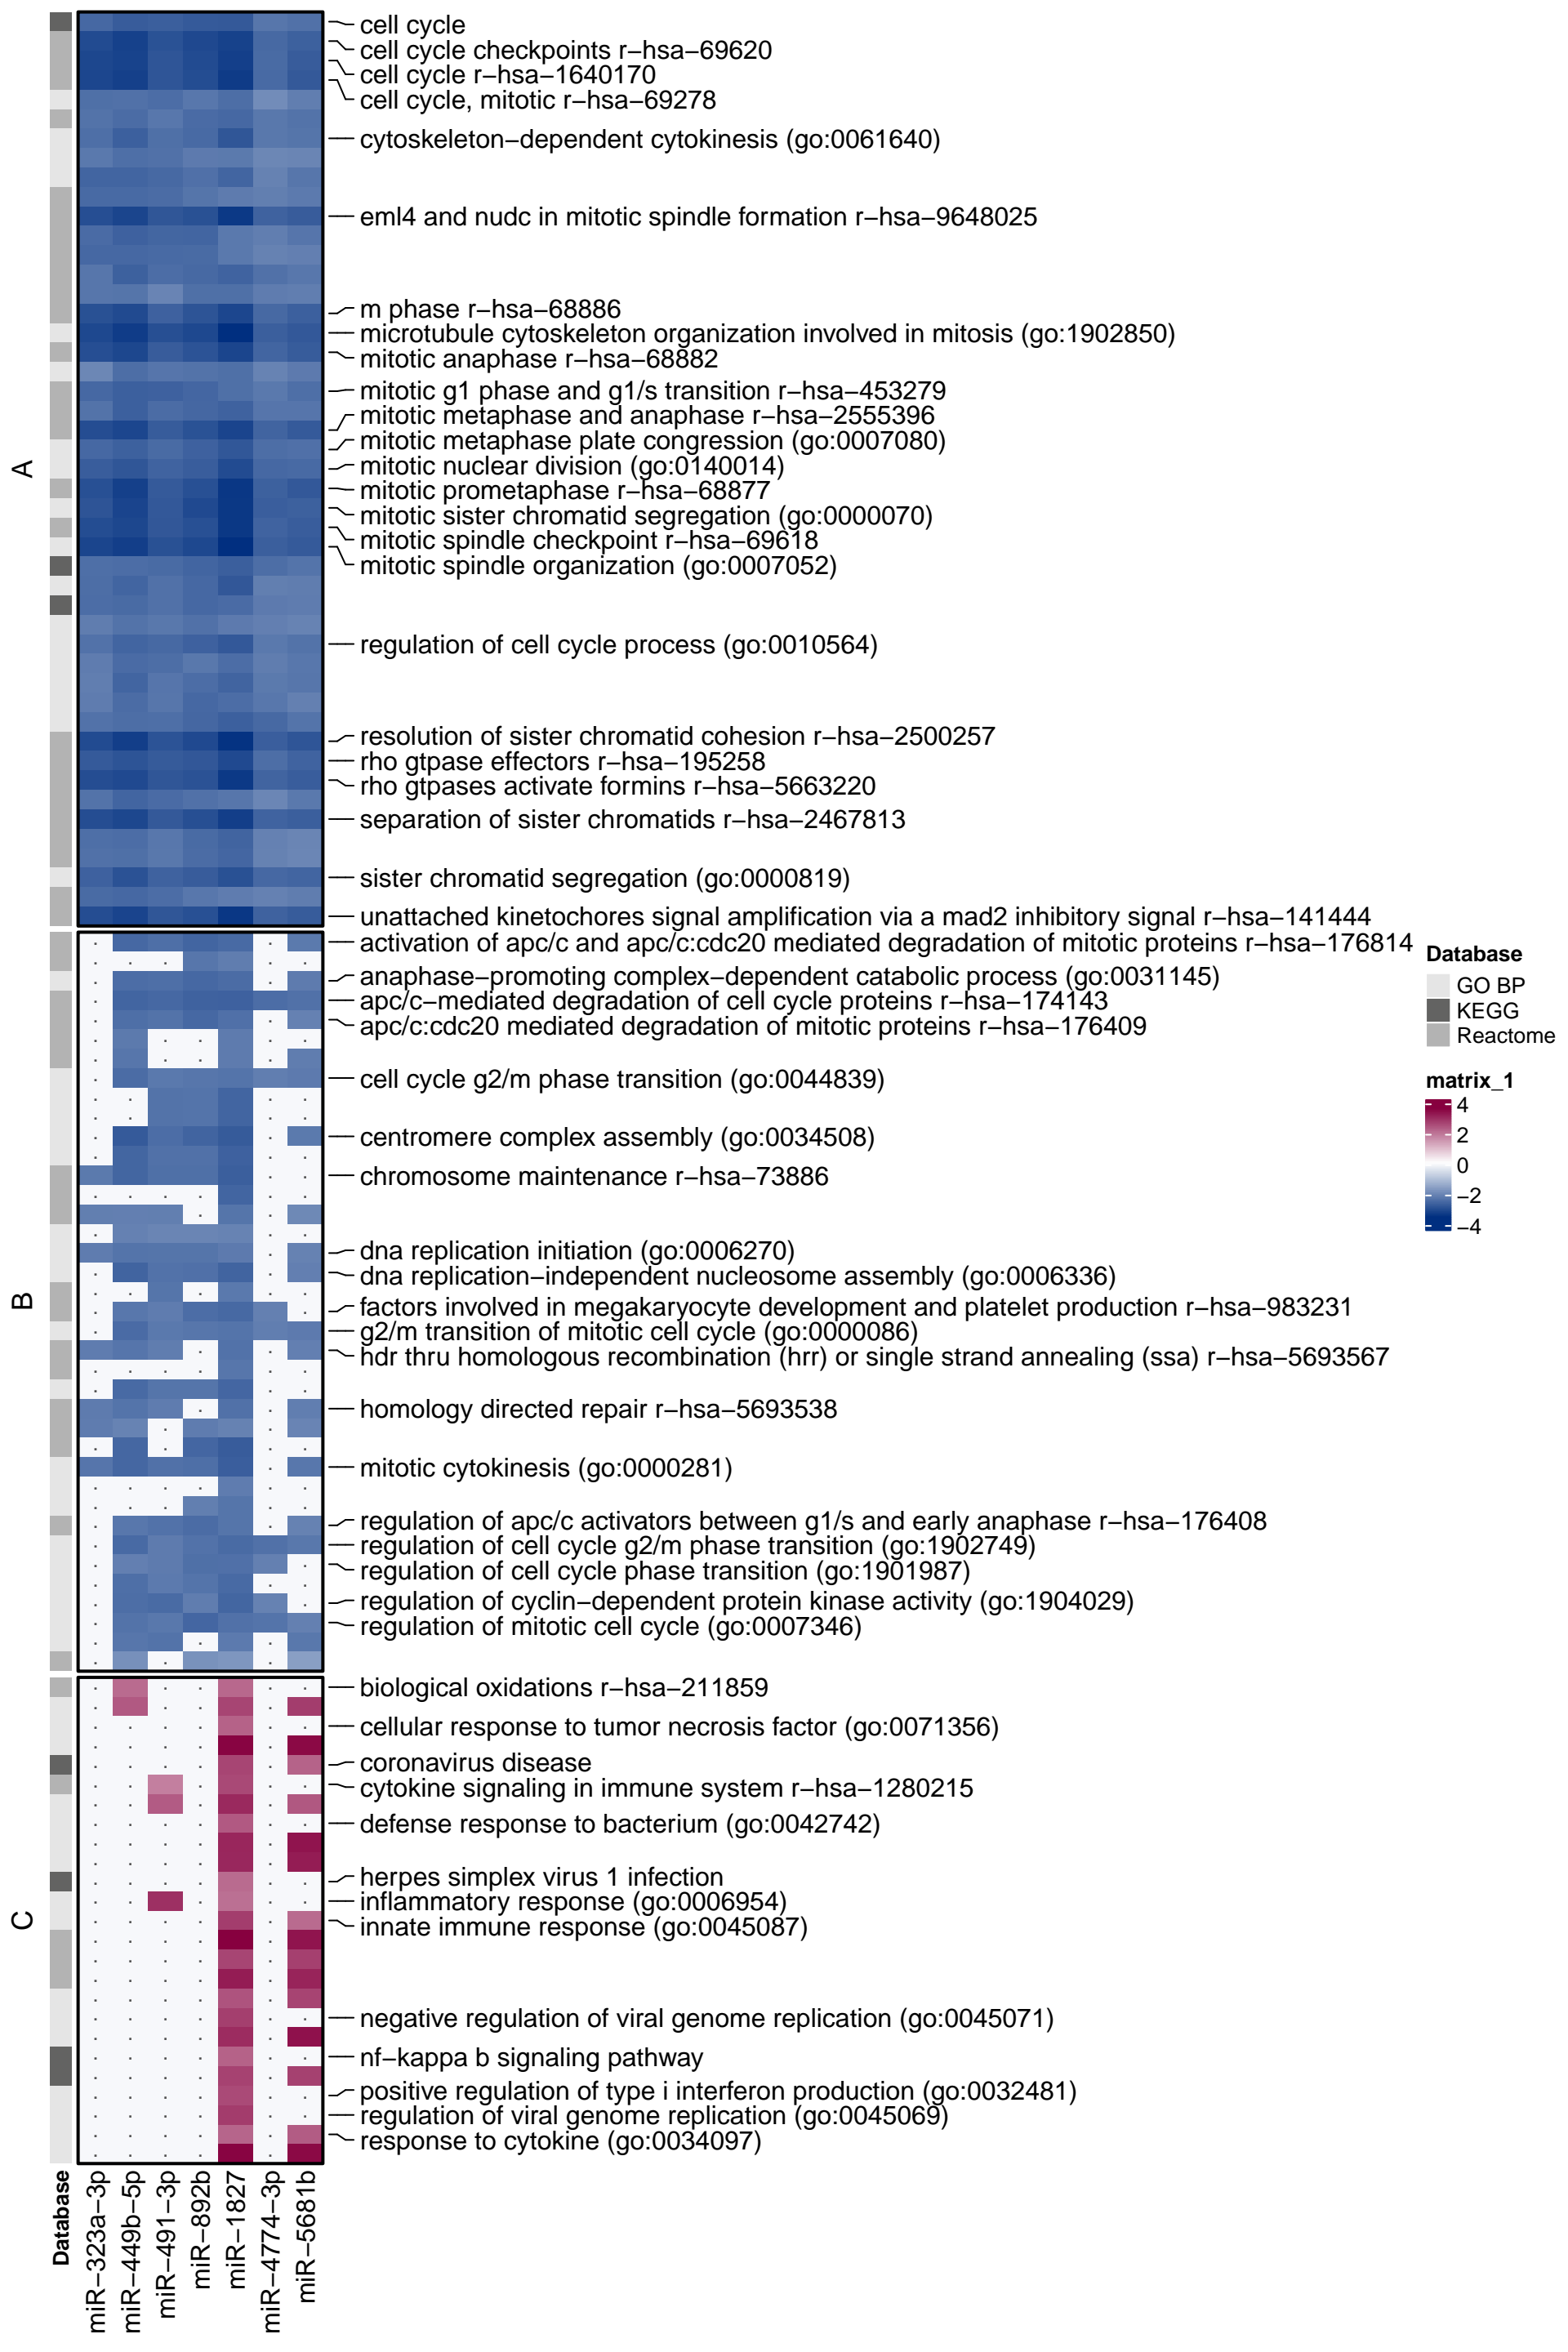 cell cycle
cell cycle checkpoints r−hsa−69620
cell cycle r−hsa−1640170
cell cycle, mitotic r−hsa−69278
cytoskeleton−dependent cytokinesis (go:0061640)
eml4 and nudc in mitotic spindle formation r−hsa−9648025
m phase r−hsa−68886
microtubule cytoskeleton organization involved in mitosis (go:1902850)
mitotic anaphase r−hsa−68882
mitotic g1 phase and g1/s transition r−hsa−453279
mitotic metaphase and anaphase r−hsa−2555396
mitotic metaphase plate congression (go:0007080)
mitotic nuclear division (go:0140014)
mitotic prometaphase r−hsa−68877
mitotic sister chromatid segregation (go:0000070)
mitotic spindle checkpoint r−hsa−69618
mitotic spindle organization (go:0007052)
regulation of cell cycle process (go:0010564)
resolution of sister chromatid cohesion r−hsa−2500257
rho gtpase effectors r−hsa−195258
rho gtpases activate formins r−hsa−5663220
separation of sister chromatids r−hsa−2467813
sister chromatid segregation (go:0000819)
unattached kinetochores signal amplification via a mad2 inhibitory signal r−hsa−141444
A
activation of apc/c and apc/c:cdc20 mediated degradation of mitotic proteins r−hsa−176814
anaphase−promoting complex−dependent catabolic process (go:0031145)
apc/c−mediated degradation of cell cycle proteins r−hsa−174143
apc/c:cdc20 mediated degradation of mitotic proteins r−hsa−176409
cell cycle g2/m phase transition (go:0044839)
centromere complex assembly (go:0034508)
chromosome maintenance r−hsa−73886
dna replication initiation (go:0006270)
dna replication−independent nucleosome assembly (go:0006336)
factors involved in megakaryocyte development and platelet production r−hsa−983231
g2/m transition of mitotic cell cycle (go:0000086)
hdr thru homologous recombination (hrr) or single strand annealing (ssa) r−hsa−5693567
homology directed repair r−hsa−5693538
mitotic cytokinesis (go:0000281)
regulation of apc/c activators between g1/s and early anaphase r−hsa−176408
regulation of cell cycle g2/m phase transition (go:1902749)
regulation of cell cycle phase transition (go:1901987)
regulation of cyclin−dependent protein kinase activity (go:1904029)
regulation of mitotic cell cycle (go:0007346)
B
biological oxidations r−hsa−211859
cellular response to tumor necrosis factor (go:0071356)
coronavirus disease
cytokine signaling in immune system r−hsa−1280215
defense response to bacterium (go:0042742)
herpes simplex virus 1 infection
inflammatory response (go:0006954)
innate immune response (go:0045087)
negative regulation of viral genome replication (go:0045071)
nf−kappa b signaling pathway
positive regulation of type i interferon production (go:0032481)
regulation of viral genome replication (go:0045069)
response to cytokine (go:0034097)
C
Database
miR−323a−3p
miR−449b−5p
miR−491−3p
miR−892b
miR−1827
miR−4774−3p
miR−5681b
Database
GO BP
KEGG
Reactome
matrix_1
4
2
0
−2
−4